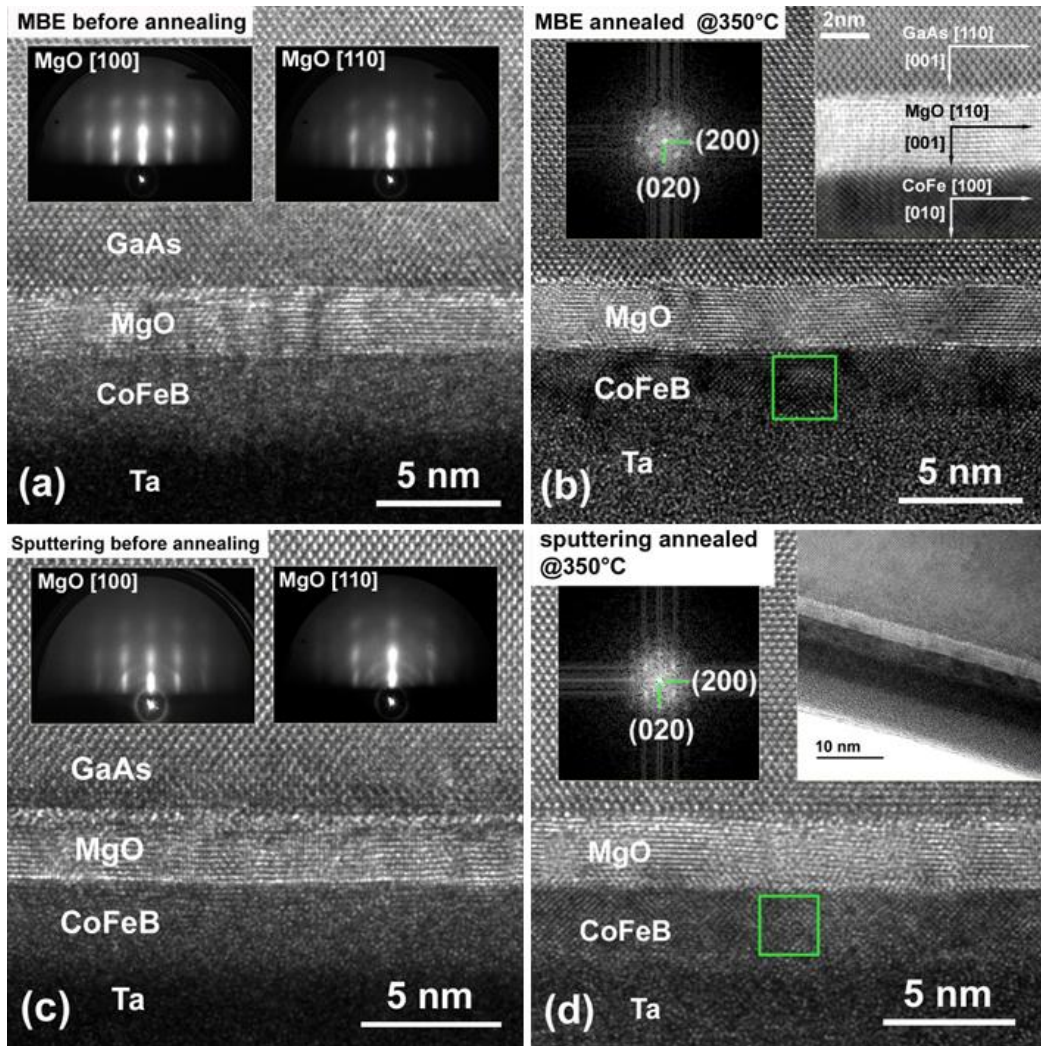 MBE before annealing
MgO [100]
MgO [110]
GaAs
MgO
CoFeB
Ta
(a)
5 nm
MBE annealed @350°C
(200)
(020)
2nm
GaAs [110]
[001]
MgO [110]
[001]
CoFe [100]
[010]
MgO
CoFeB
Ta
(b)
5 nm
Sputtering before annealing
MgO [100]
MgO [110]
GaAs
MgO
CoFeB
Ta
(c)
5 nm
sputtering annealed
@350°C
(200)
(020)
10 nm
MgO
CoFeB
Ta
(d)
5 nm